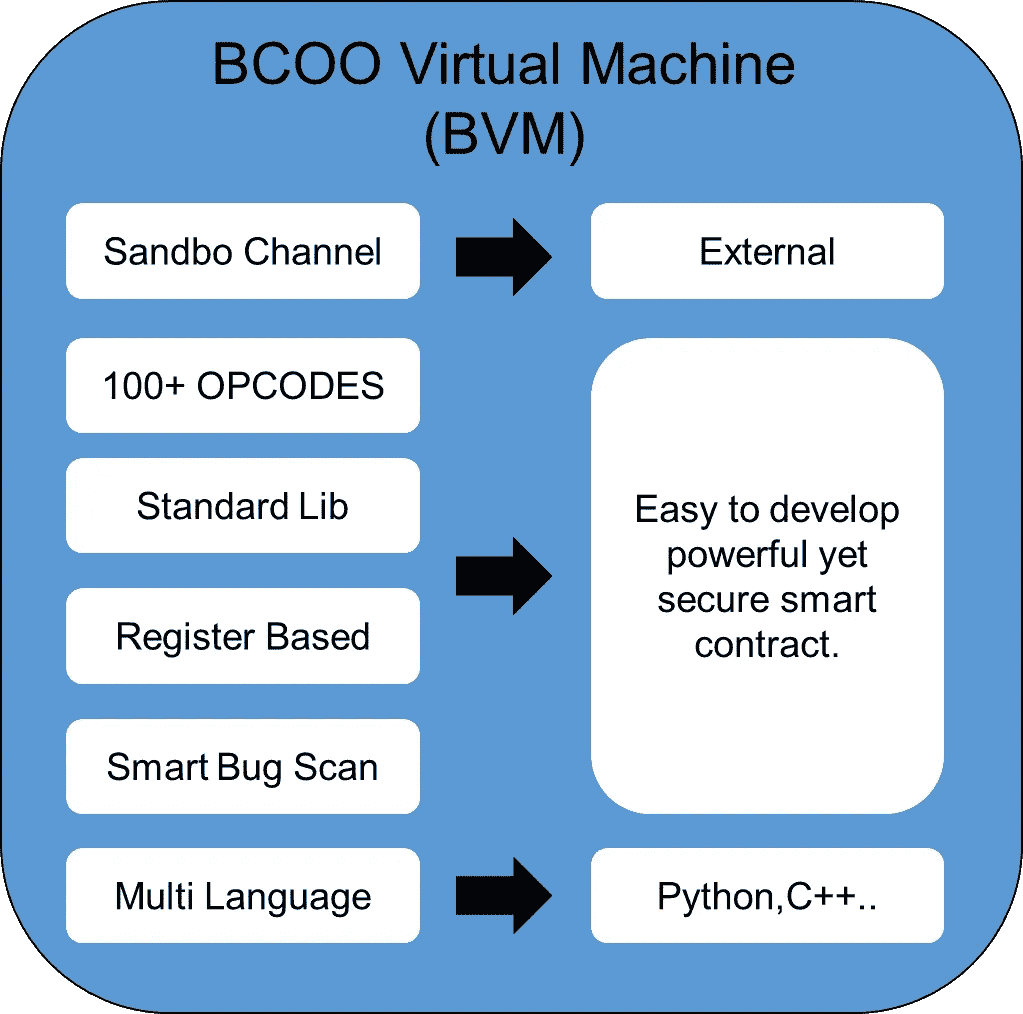 BCOO Virtual Machine
(BVM)
Sandbo Channel
External
100+ OPCODES
Standard Lib
Register Based
Smart Bug Scan
Easy to develop
powerful yet
secure smart
contract.
Multi Language
Python,C++..